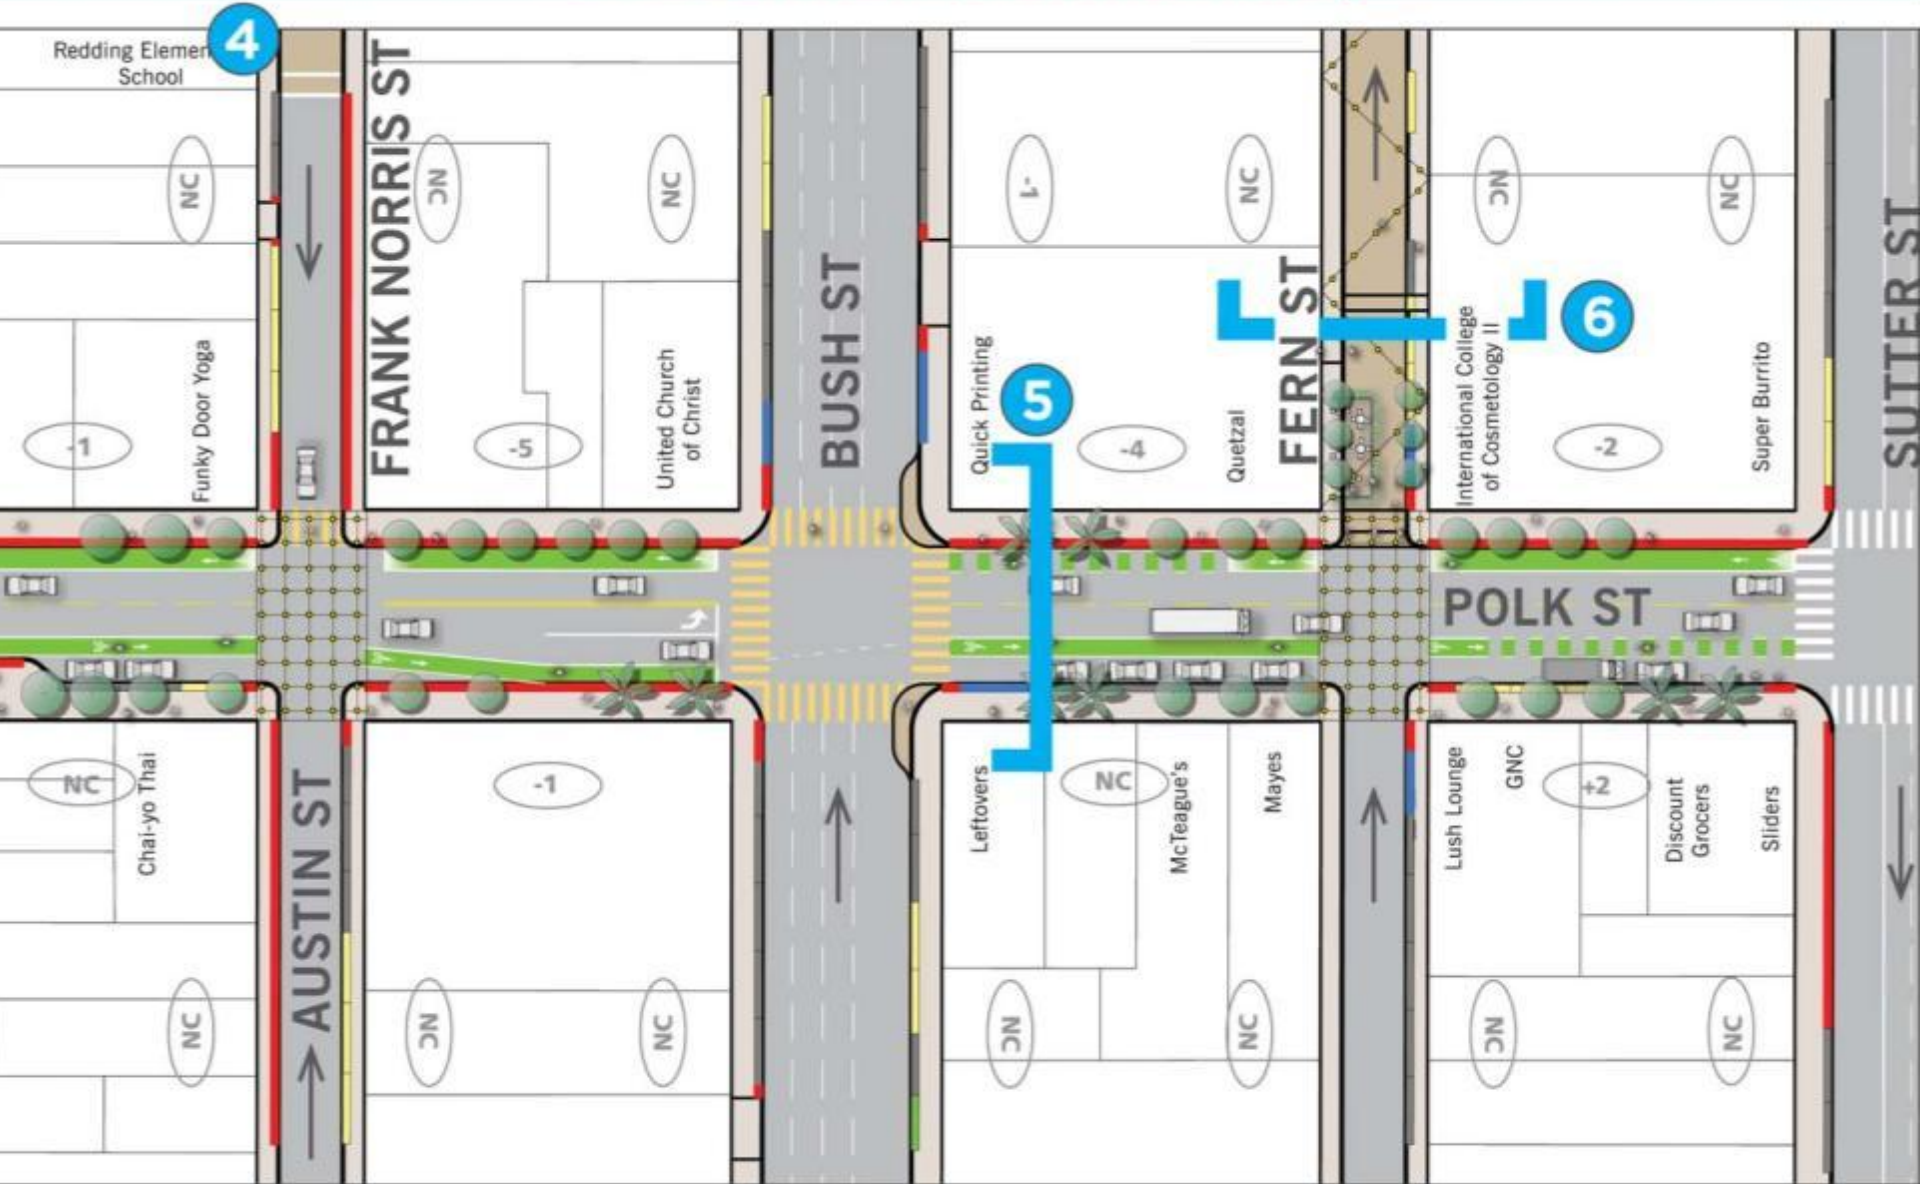 Redding Elemen
School
4
NC
-1
Funky Door Yoga
FRANK NORRIS ST
NC
NC
-5
United Church
of Christ
BUSH ST
-1
NC
Quick Printing
5
-4
Quetzal
FERN ST
NC
NC
International College
of Cosmetology II
6
-2
Super Burrito
SUTTER ST
POLK ST
NC
Chai-yo Thai
NC
AUSTIN ST
-1
NC
NC
Leftovers
NC
McTeague's
Mayes
NC
NC
Lush Lounge
GNC
+2
Discount
Grocers
Sliders
NC
NC